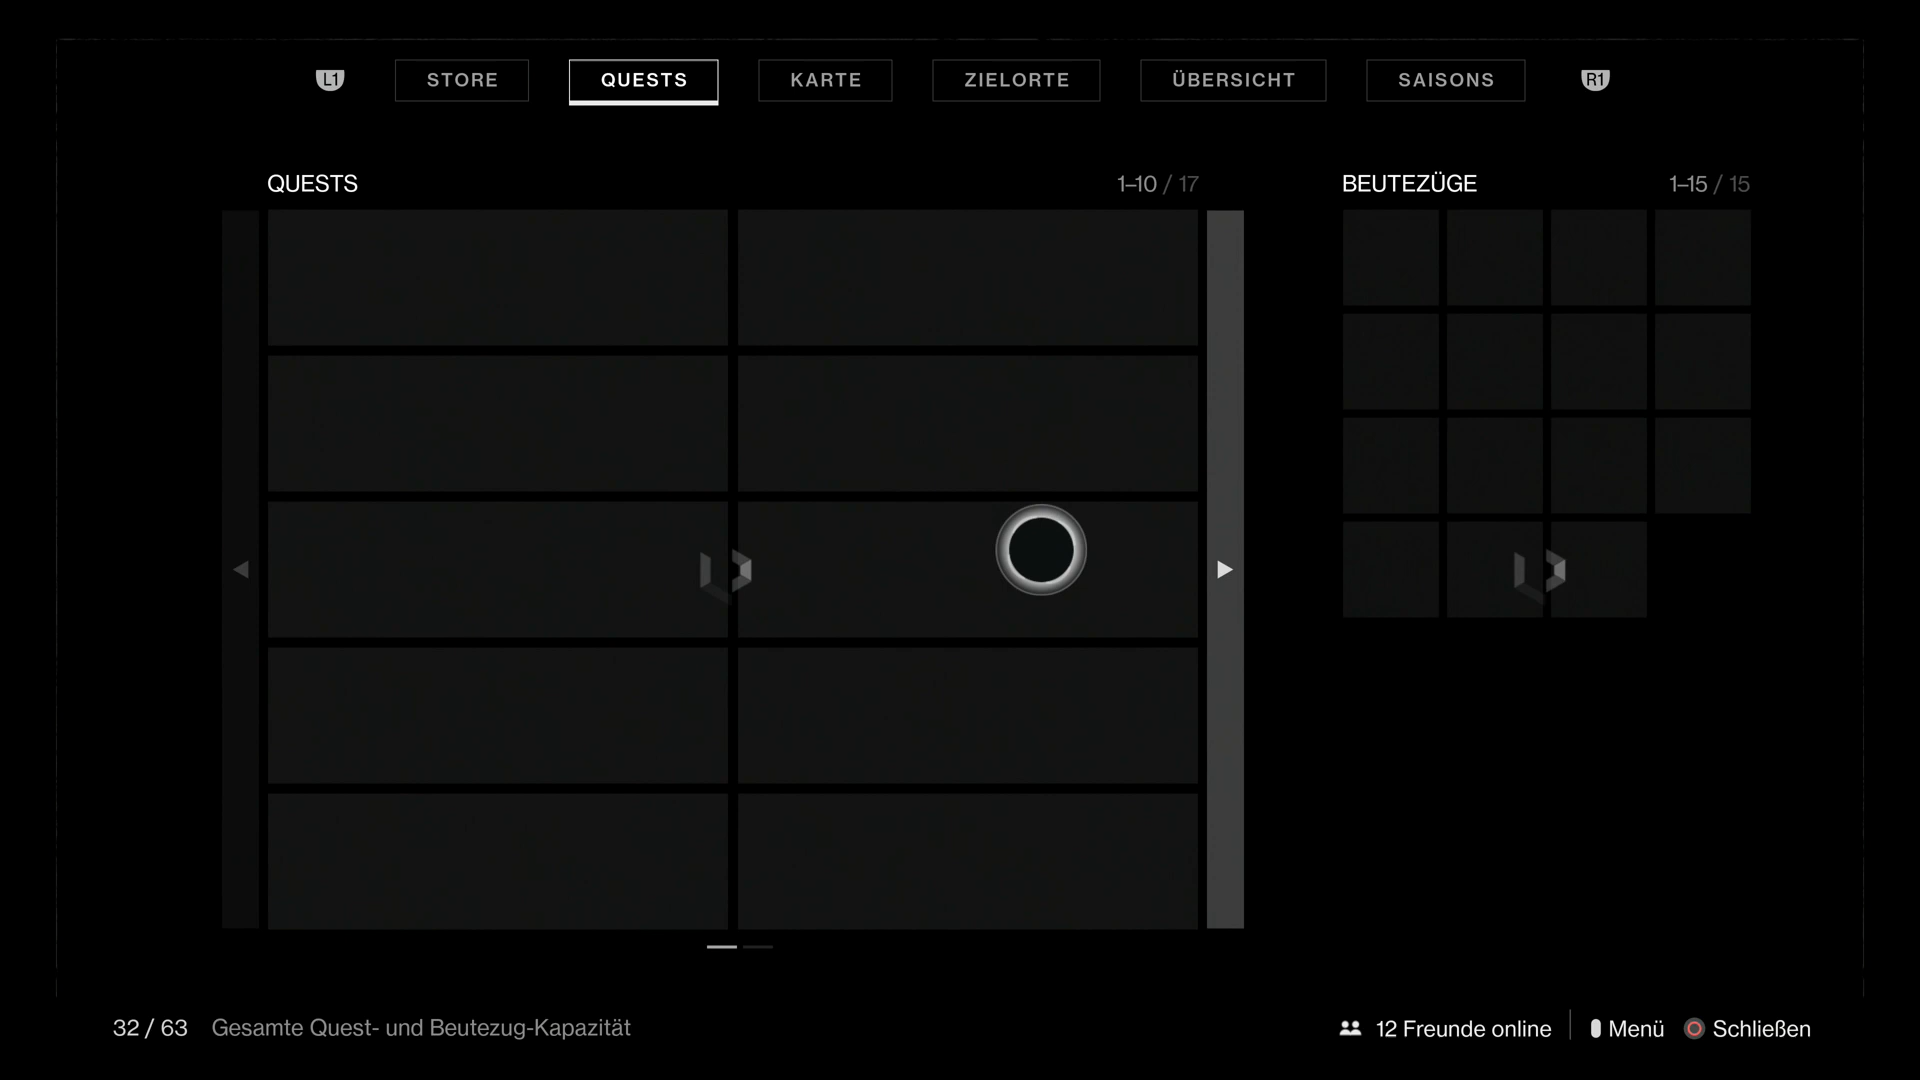 L1 STORE QUESTS KARTE ZIELORTE ÜBERSICHT SAISONS R1
QUESTS 1–10 / 17
BEUTEZÜGE 1–15 / 15
32 / 63 Gesamte Quest- und Beutezug-Kapazität
12 Freunde online Menü Schließen